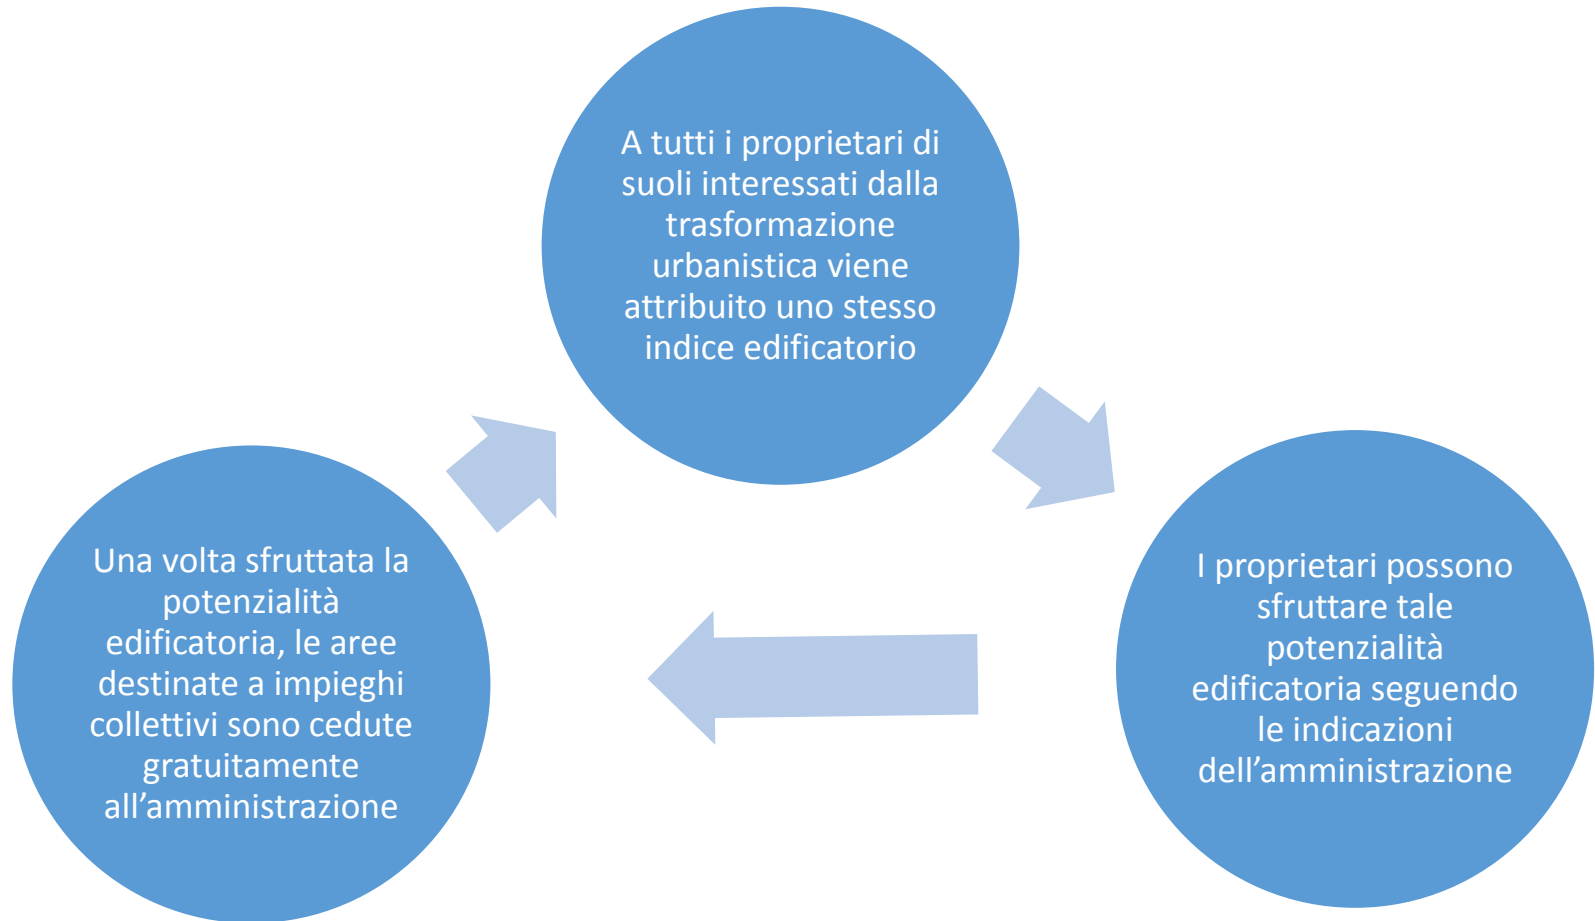 A tutti i proprietari di
suoli interessati dalla
trasformazione
urbanistica viene
attribuito uno stesso
indice edificatorio
I proprietari possono
sfruttare tale
potenzialità
edificatoria seguendo
le indicazioni
dell’amministrazione
Una volta sfruttata la
potenzialità
edificatoria, le aree
destinate a impieghi
collettivi sono cedute
gratuitamente
all’amministrazione